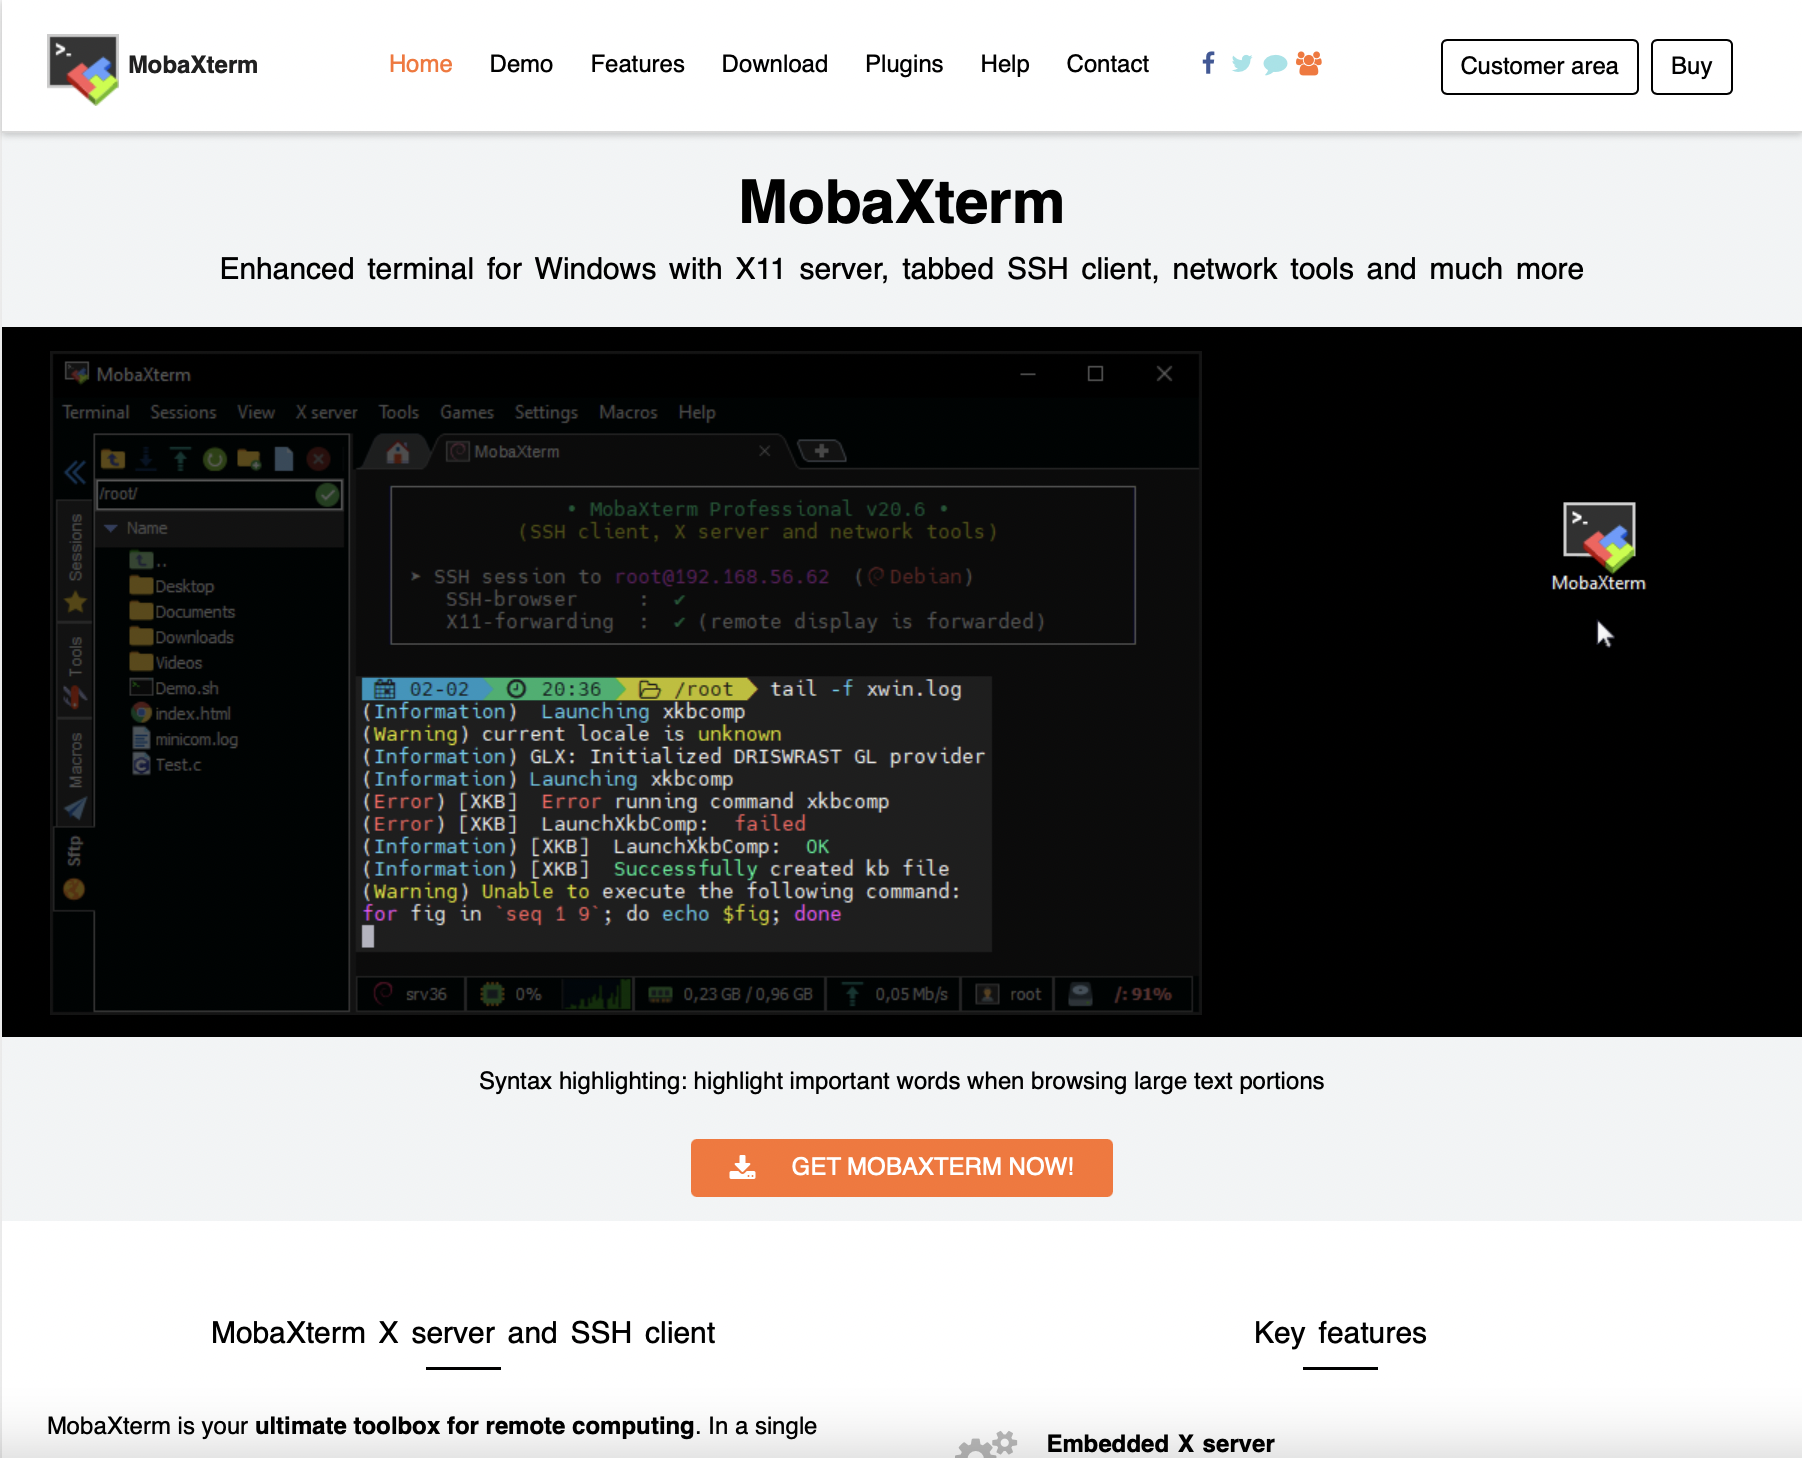 MobaXterm Home Demo Features Download Plugins Help Contact Customer area Buy
MobaXterm
Enhanced terminal for Windows with X11 server, tabbed SSH client, network tools and much more
MobaXterm
Terminal Sessions View X server Tools Games Settings Macros Help
MobaXterm
/root/
Name
..
Desktop
Documents
Downloads
Videos
Demo.sh
index.html
minicom.log
Test.c
Sessions
Tools
Macros
Sftp
• MobaXterm Professional v20.6 •
(SSH client, X server and network tools)
➤ SSH session to root@192.168.56.62 (Debian)
SSH-browser : ✔
X11-forwarding : ✔ (remote display is forwarded)
02-02 20:36 /root tail -f xwin.log
(Information) Launching xkbcomp
(Warning) current locale is unknown
(Information) GLX: Initialized DRISWRAST GL provider
(Information) Launching xkbcomp
(Error) [XKB] Error running command xkbcomp
(Error) [XKB] LaunchXkbComp: failed
(Information) [XKB] LaunchXkbComp: OK
(Information) [XKB] Successfully created kb file
(Warning) Unable to execute the following command:
for fig in `seq 1 9`; do echo $fig; done
srv36 0% 0,23 GB / 0,96 GB 0,05 Mb/s root /: 91%
MobaXterm
Syntax highlighting: highlight important words when browsing large text portions
GET MOBAXTERM NOW!
MobaXterm X server and SSH client
MobaXterm is your ultimate toolbox for remote computing. In a single
Key features
Embedded X server